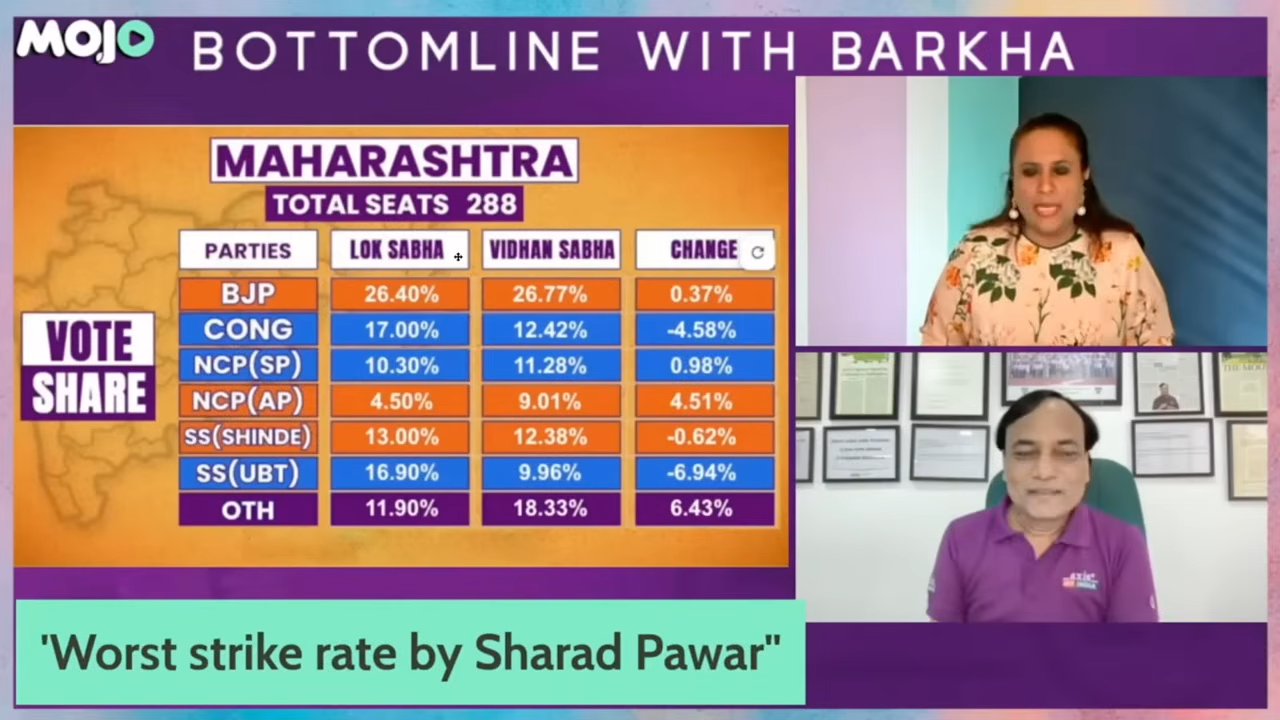 MOJO
BOTTOMLINE WITH BARKHA
MAHARASHTRA
TOTAL SEATS 288
PARTIES LOK SABHA VIDHAN SABHA CHANGE
BJP 26.40% 26.77% 0.37%
CONG 17.00% 12.42% -4.58%
NCP(SP) 10.30% 11.28% 0.98%
NCP(AP) 4.50% 9.01% 4.51%
SS(SHINDE) 13.00% 12.38% -0.62%
SS(UBT) 16.90% 9.96% -6.94%
OTH 11.90% 18.33% 6.43%
VOTE
SHARE
'Worst strike rate by Sharad Pawar"